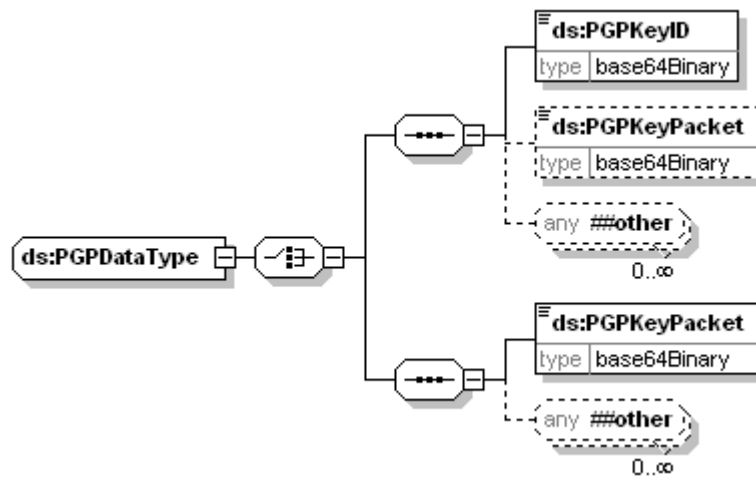 ds:PGPKeyID
type base64Binary
ds:PGPKeyPacket
type base64Binary
any ##other
0..∞
ds:PGPDataType
ds:PGPKeyPacket
type base64Binary
any ##other
0..∞